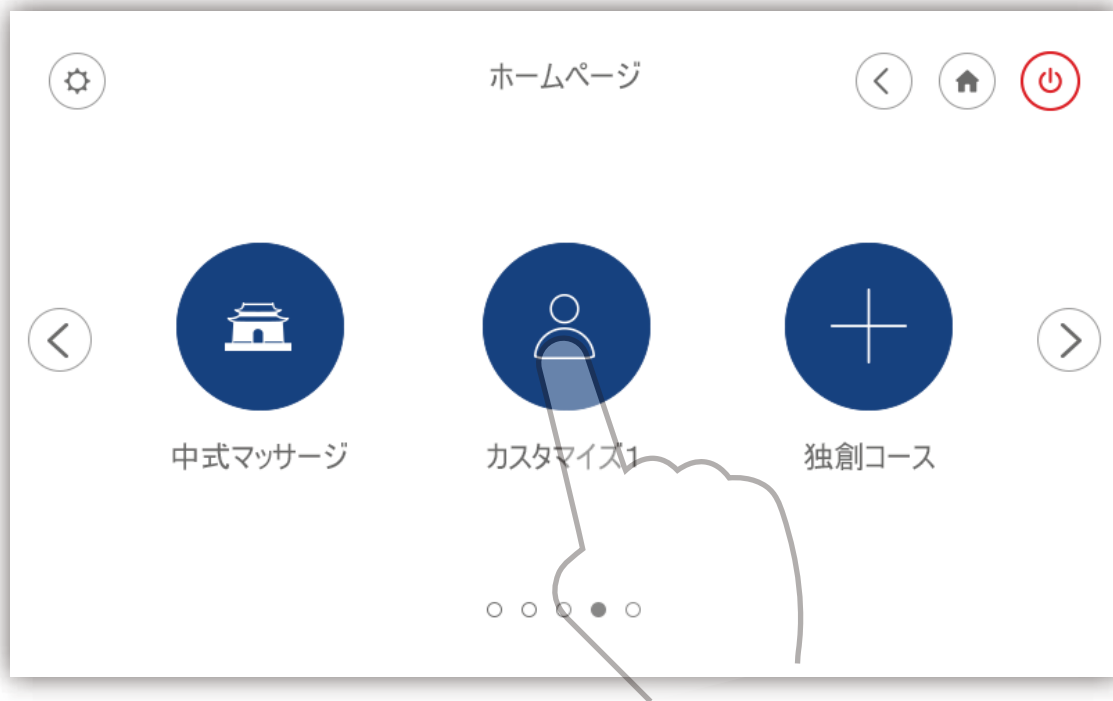 ホームページ
中式マッサージ
カスタマイズ1
独創コース